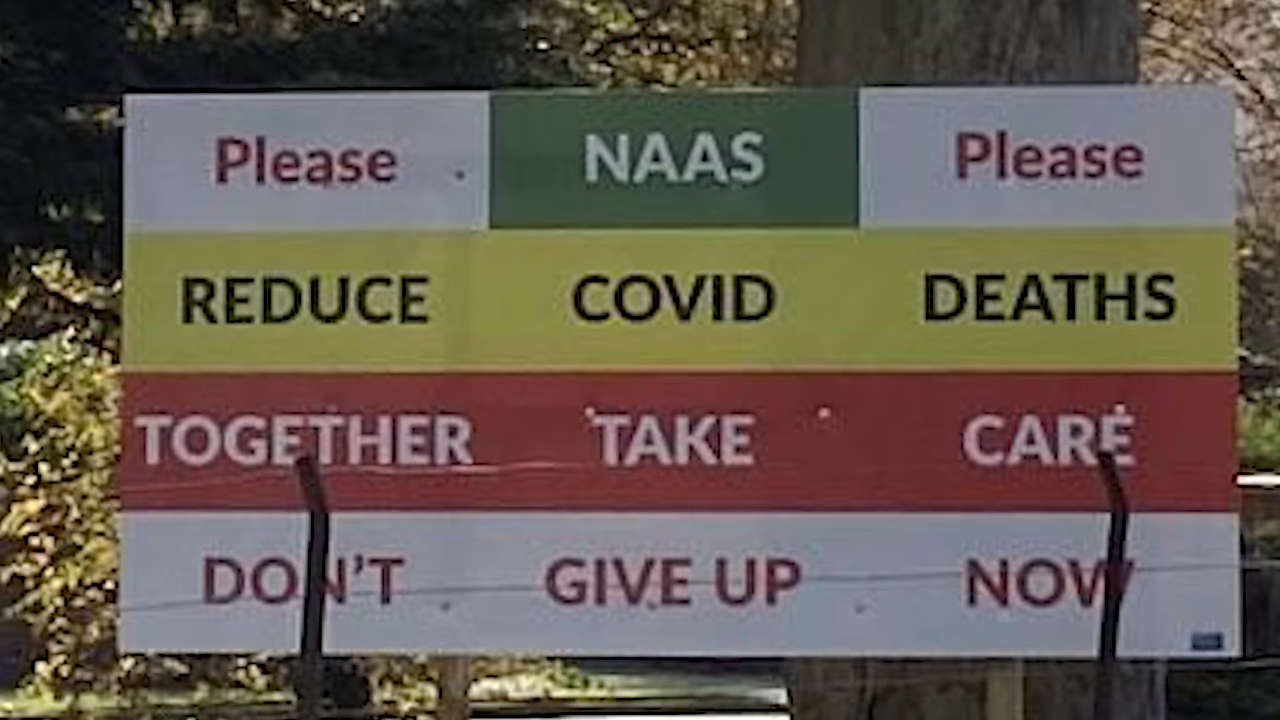 Please NAAS Please
REDUCE COVID DEATHS
TOGETHER TAKE CARE
DON'T GIVE UP NOW